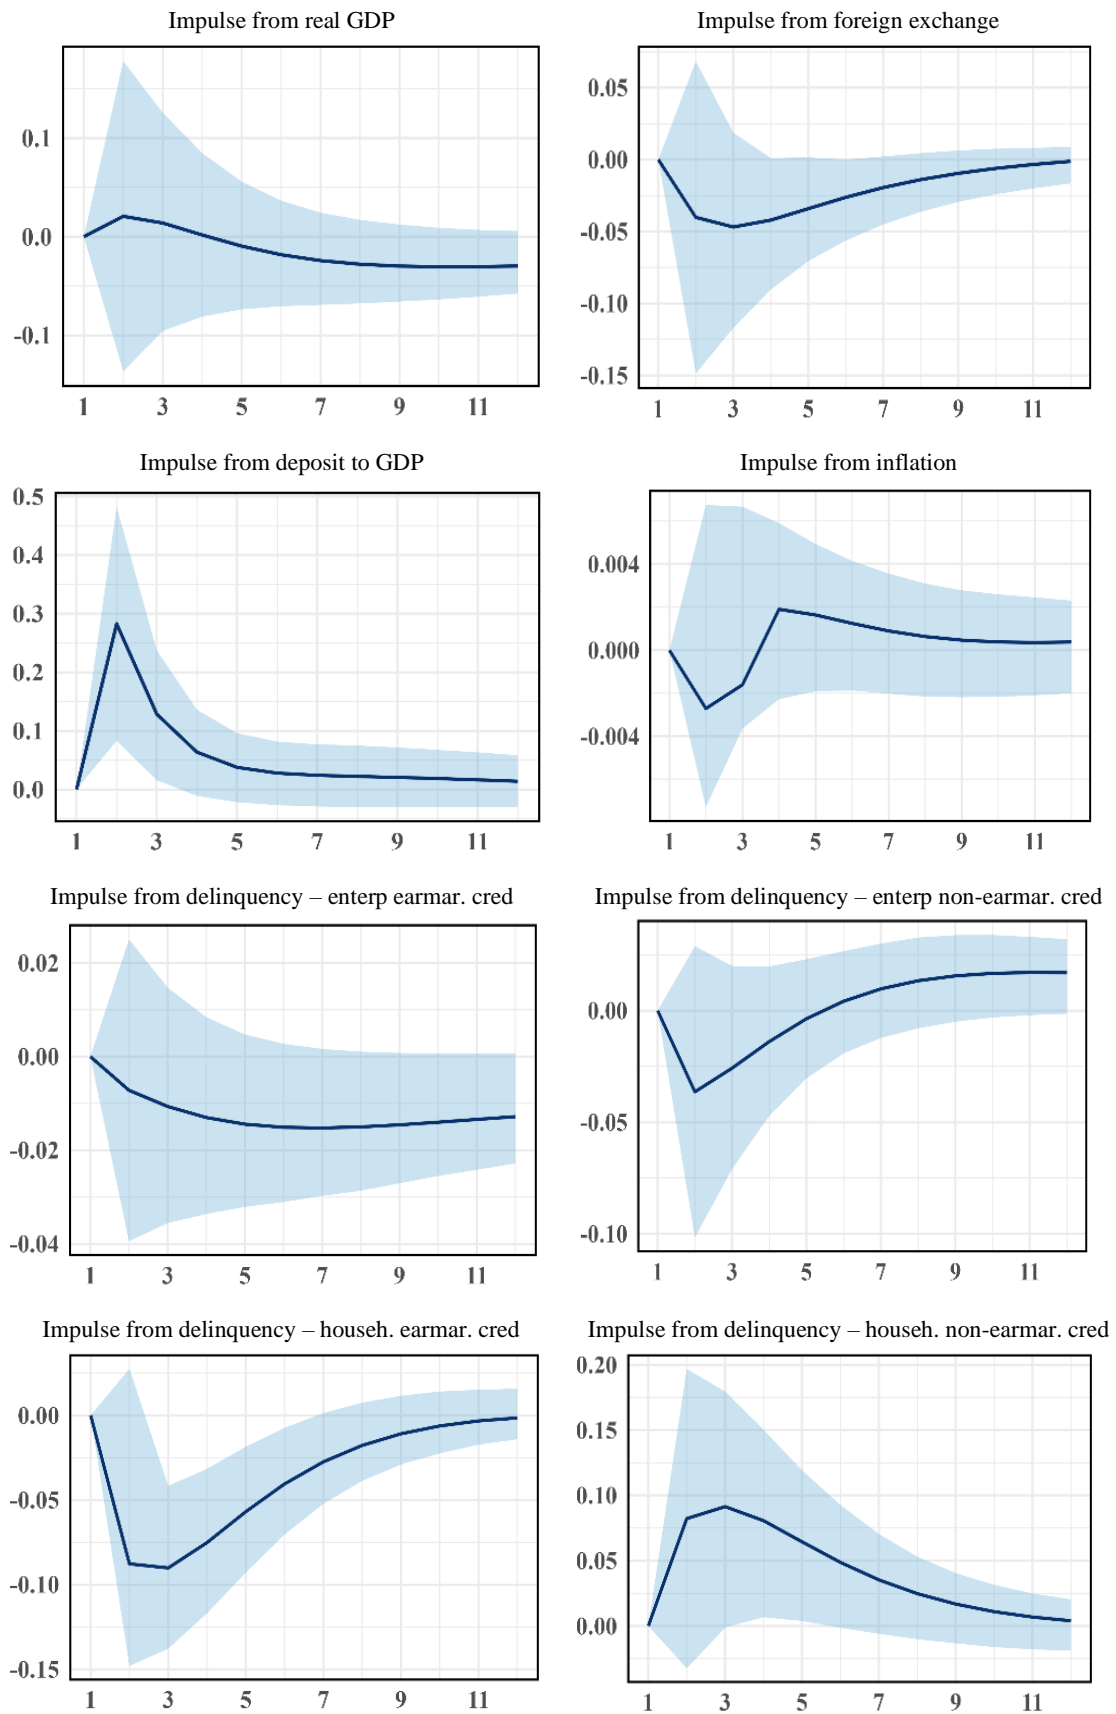 Impulse from real GDP
0.1
0.0
-0.1
1 3 5 7 9 11
Impulse from foreign exchange
0.05
0.00
-0.05
-0.10
-0.15
1 3 5 7 9 11
Impulse from deposit to GDP
0.5
0.4
0.3
0.2
0.1
0.0
1 3 5 7 9 11
Impulse from inflation
0.004
0.000
-0.004
1 3 5 7 9 11
Impulse from delinquency – enterp earmar. cred
0.02
0.00
-0.02
-0.04
1 3 5 7 9 11
Impulse from delinquency – enterp non-earmar. cred
0.00
-0.05
-0.10
1 3 5 7 9 11
Impulse from delinquency – househ. earmar. cred
0.00
-0.05
-0.10
-0.15
1 3 5 7 9 11
Impulse from delinquency – househ. non-earmar. cred
0.20
0.15
0.10
0.05
0.00
1 3 5 7 9 11